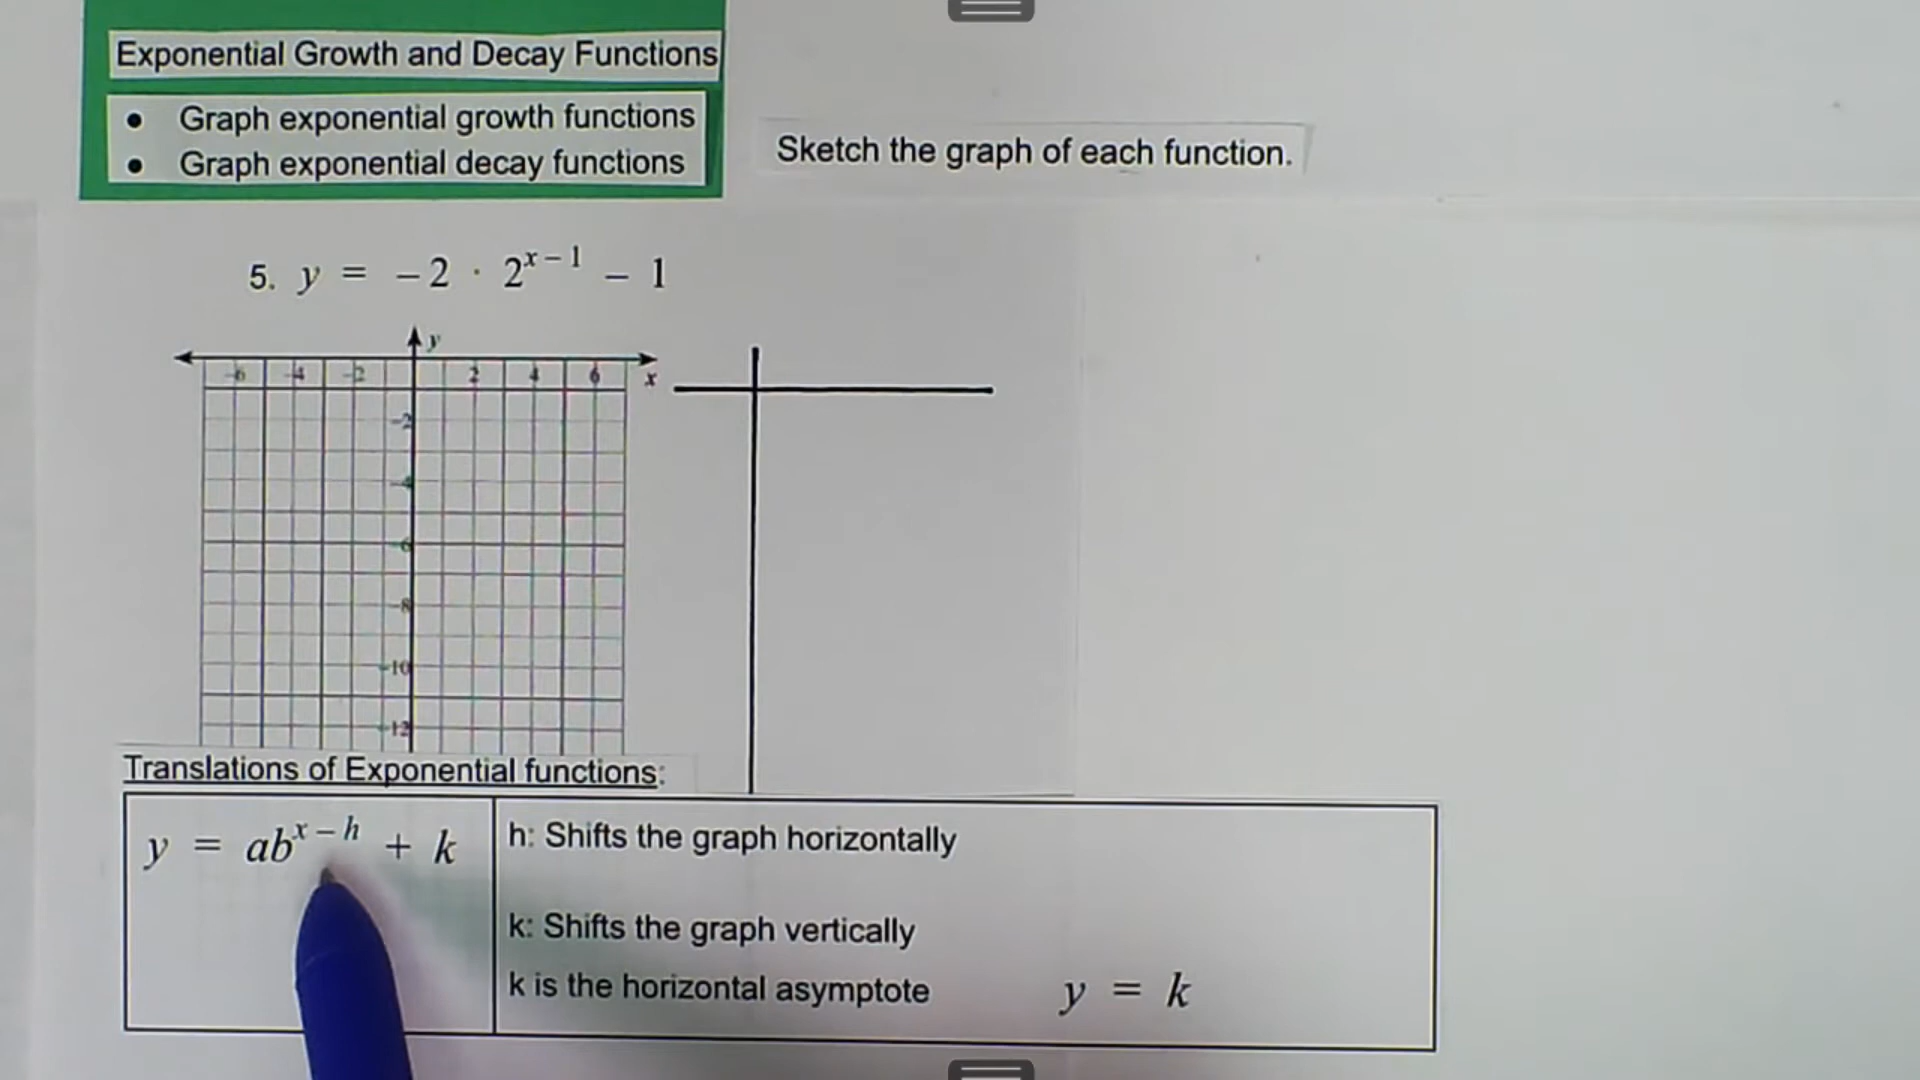 Exponential Growth and Decay Functions
• Graph exponential growth functions
• Graph exponential decay functions
Sketch the graph of each function.
5. y = −2 · 2^{x−1} − 1
y
-6 -4 -2 2 4 6 x
-2
-4
-6
-8
-10
-12
Translations of Exponential functions:
y = ab^{x−h} + k
h: Shifts the graph horizontally
k: Shifts the graph vertically
k is the horizontal asymptote y = k